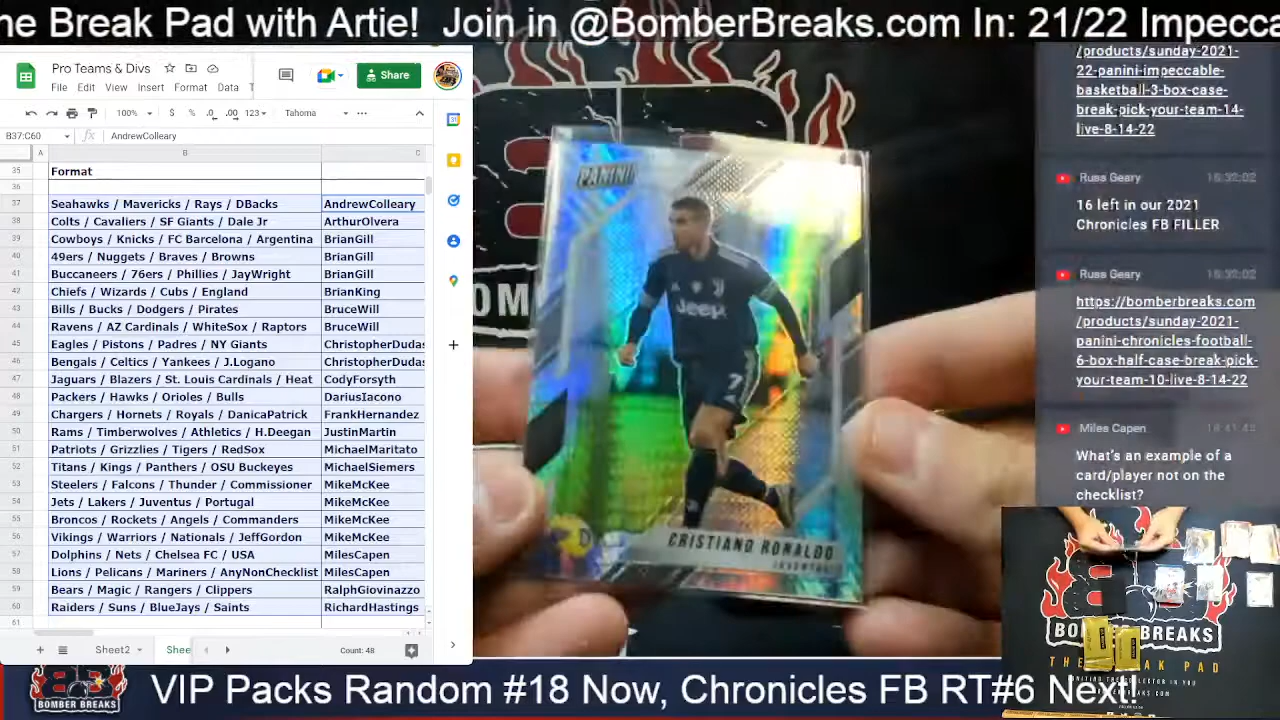 he Break Pad with Artie!  Join in @BomberBreaks.com In: 21/22 Impecca
Pro Teams & Divs
File Edit View Insert Format Data
Share
100% $ % .0 .00 123 Tahoma
B37:C60 AndrewColleary
A B C
35 Format
36
37 Seahawks / Mavericks / Rays / DBacks AndrewColleary
38 Colts / Cavaliers / SF Giants / Dale Jr ArthurOlvera
39 Cowboys / Knicks / FC Barcelona / Argentina BrianGill
40 49ers / Nuggets / Braves / Browns BrianGill
41 Buccaneers / 76ers / Phillies / JayWright BrianGill
42 Chiefs / Wizards / Cubs / England BrianKing
43 Bills / Bucks / Dodgers / Pirates BruceWill
44 Ravens / AZ Cardinals / WhiteSox / Raptors BruceWill
45 Eagles / Pistons / Padres / NY Giants ChristopherDudas
46 Bengals / Celtics / Yankees / J.Logano ChristopherDudas
47 Jaguars / Blazers / St. Louis Cardinals / Heat CodyForsyth
48 Packers / Hawks / Orioles / Bulls DariusIacono
49 Chargers / Hornets / Royals / DanicaPatrick FrankHernandez
50 Rams / Timberwolves / Athletics / H.Deegan JustinMartin
51 Patriots / Grizzlies / Tigers / RedSox MichaelMaritato
52 Titans / Kings / Panthers / OSU Buckeyes MichaelSiemers
53 Steelers / Falcons / Thunder / Commissioner MikeMcKee
54 Jets / Lakers / Juventus / Portugal MikeMcKee
55 Broncos / Rockets / Angels / Commanders MikeMcKee
56 Vikings / Warriors / Nationals / JeffGordon MikeMcKee
57 Dolphins / Nets / Chelsea FC / USA MilesCapen
58 Lions / Pelicans / Mariners / AnyNonChecklist MilesCapen
59 Bears / Magic / Rangers / Clippers RalphGiovinazzo
60 Raiders / Suns / BlueJays / Saints RichardHastings
61
Sheet2 Shee Count: 48
PANINI
Jeep
7
CRISTIANO RONALDO
JUVENTUS
/products/sunday-2021-
22-panini-impeccable-
basketball-3-box-case-
break-pick-your-team-14-
live-8-14-22
Russ Geary
16 left in our 2021
Chronicles FB FILLER
Russ Geary
https://bomberbreaks.com
/products/sunday-2021-
panini-chronicles-football-
6-box-half-case-break-pick-
your-team-10-live-8-14-22
Miles Capen
What's an example of a
card/player not on the
checklist?
BOMBER BREAKS
VIP Packs Random #18 Now, Chronicles FB RT#6 Next!